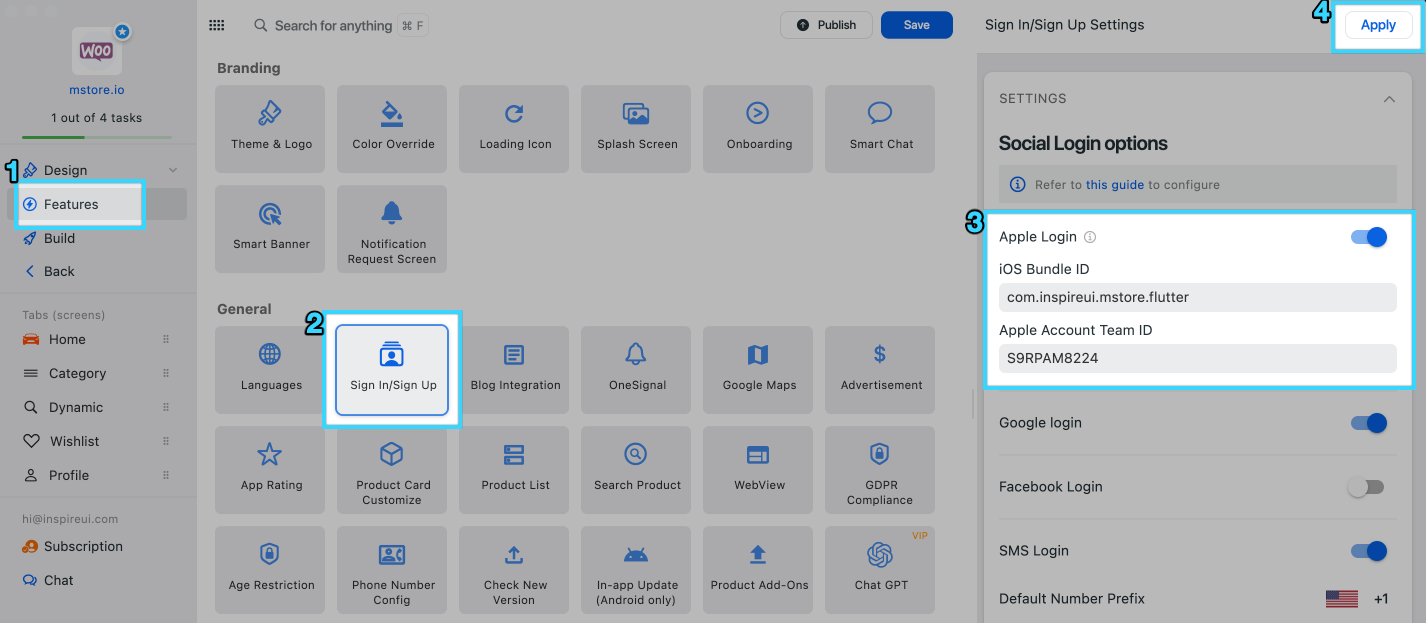 WOO
mstore.io
1 out of 4 tasks
1
Design
Features
Build
Back
Tabs (screens)
Home
Category
Dynamic
Wishlist
Profile
hi@inspireui.com
Subscription
Chat
Search for anything ⌘ F
Publish
Save
Branding
Theme & Logo
Color Override
Loading Icon
Splash Screen
Onboarding
Smart Chat
Smart Banner
Notification
Request Screen
General
2
Languages
Sign In/Sign Up
Blog Integration
OneSignal
Google Maps
$
Advertisement
App Rating
Product Card
Customize
Product List
Search Product
WebView
GDPR
Compliance
Age Restriction
Phone Number
Config
Check New
Version
In-app Update
(Android only)
Product Add-Ons
VIP
Chat GPT
Sign In/Sign Up Settings
4
Apply
SETTINGS
Social Login options
Refer to this guide to configure
3
Apple Login
iOS Bundle ID
com.inspireui.mstore.flutter
Apple Account Team ID
S9RPAM8224
Google login
Facebook Login
SMS Login
Default Number Prefix +1